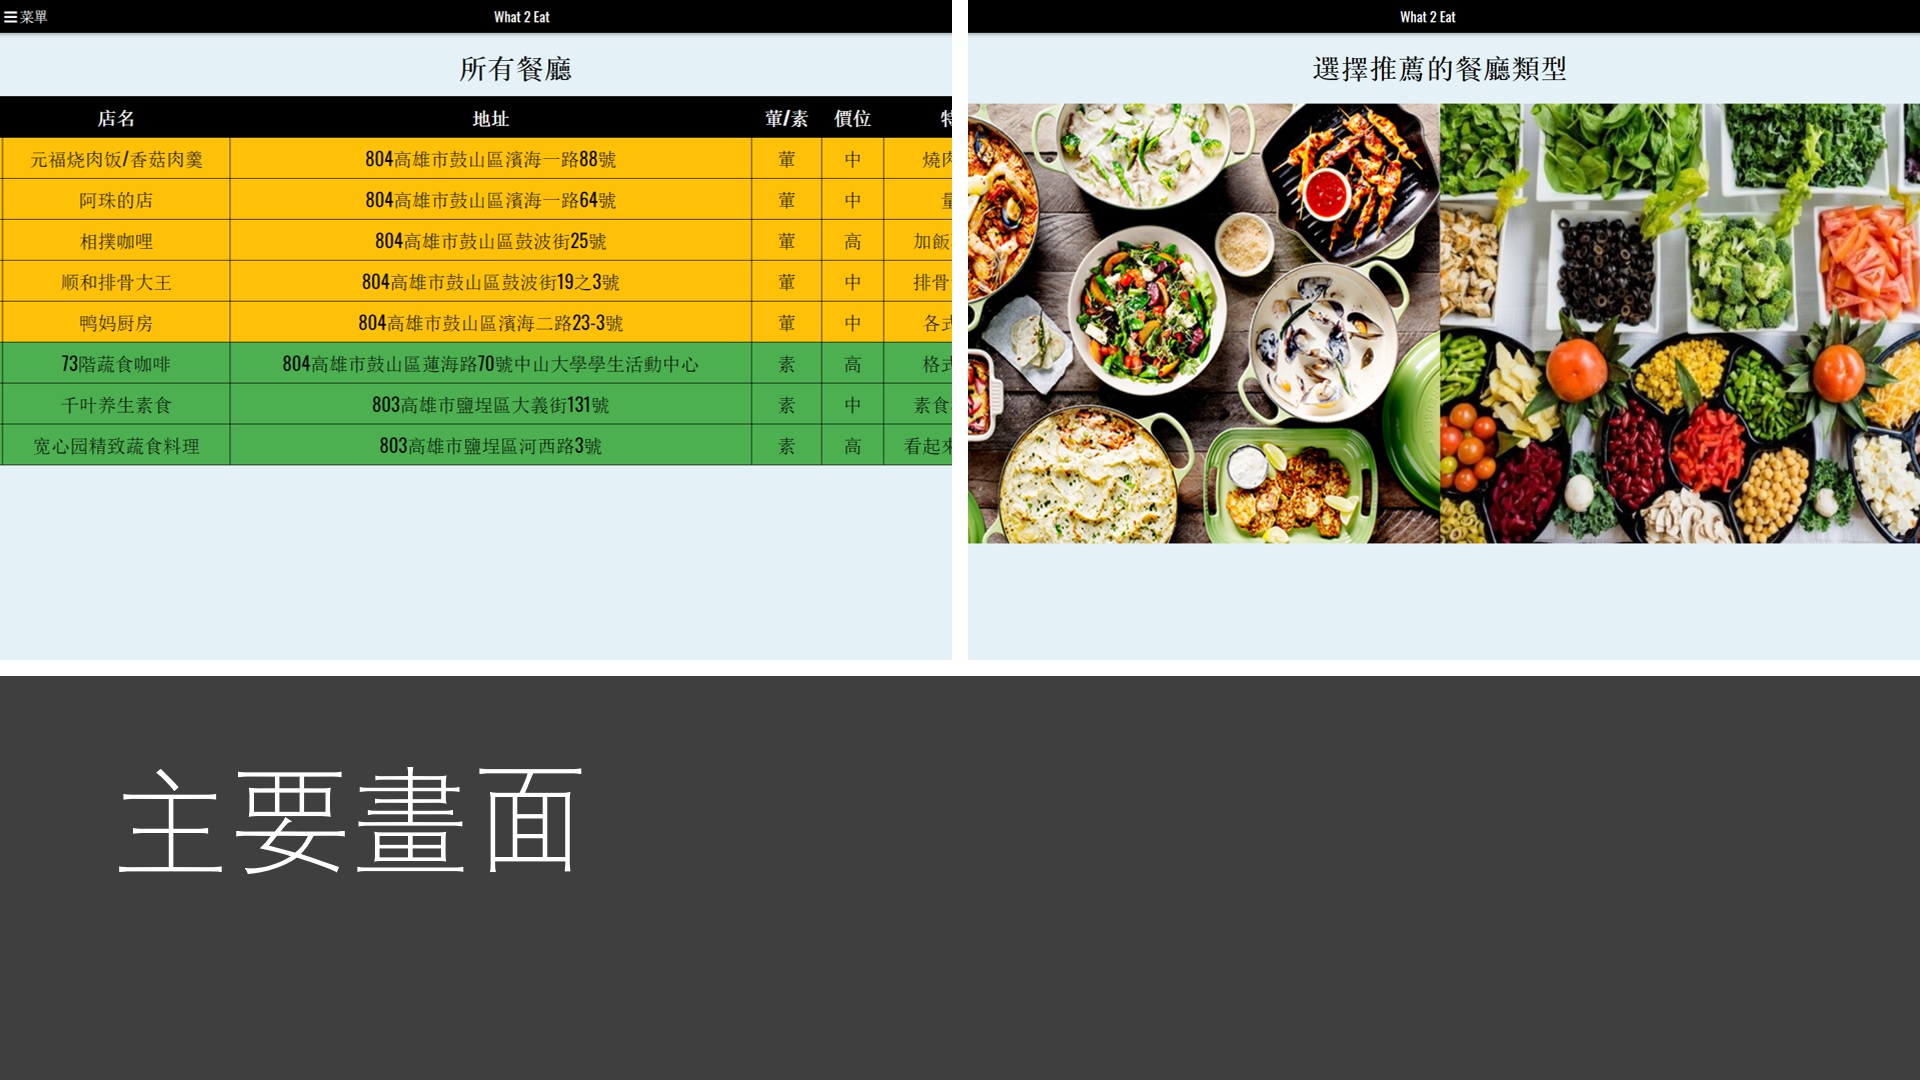 菜單
What 2 Eat
所有餐廳
店名 地址 葷/素 價位
元福烧肉饭/香菇肉羹 804高雄市鼓山區濱海一路88號 葷 中 燒肉
阿珠的店 804高雄市鼓山區濱海一路64號 葷 中
相撲咖哩 804高雄市鼓山區鼓波街25號 葷 高 加飯
顺和排骨大王 804高雄市鼓山區鼓波街19之3號 葷 中 排骨
鸭妈厨房 804高雄市鼓山區濱海二路23-3號 葷 中 各式
73階蔬食咖啡 804高雄市鼓山區蓮海路70號中山大學學生活動中心 素 高 格式
千叶养生素食 803高雄市鹽埕區大義街131號 素 中 素食
宽心园精致蔬食料理 803高雄市鹽埕區河西路3號 素 高 看起來
What 2 Eat
選擇推薦的餐廳類型
主要畫面